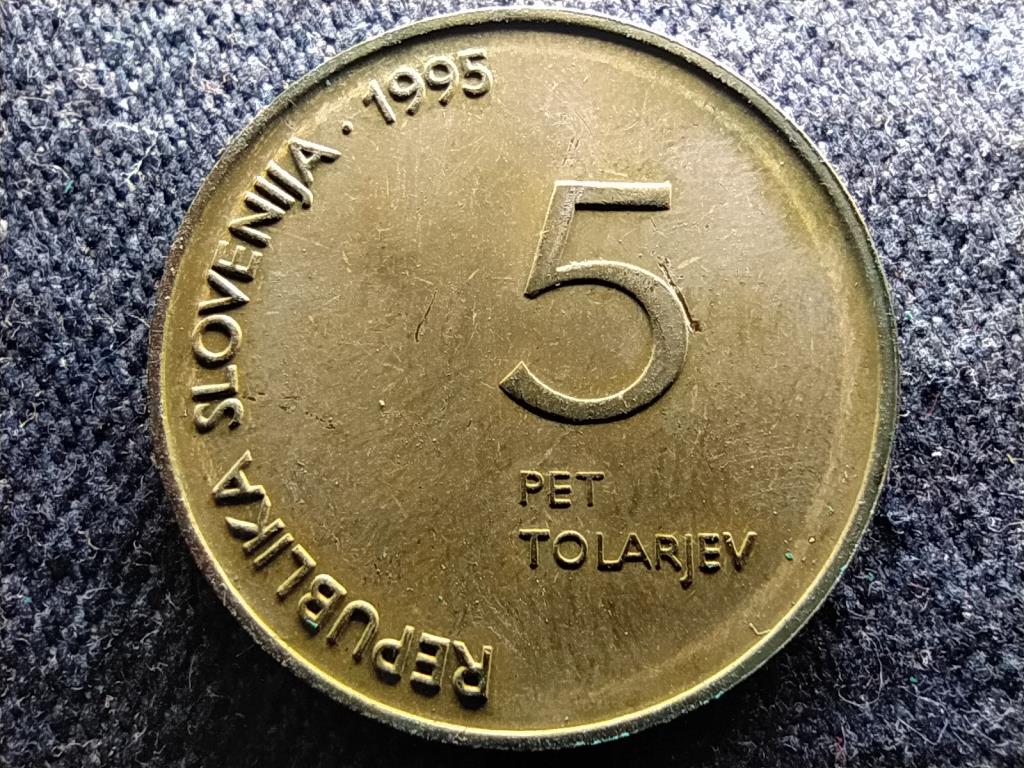 REPUBLIKA SLOVENIJA · 1995
5
PET
TOLARJEV